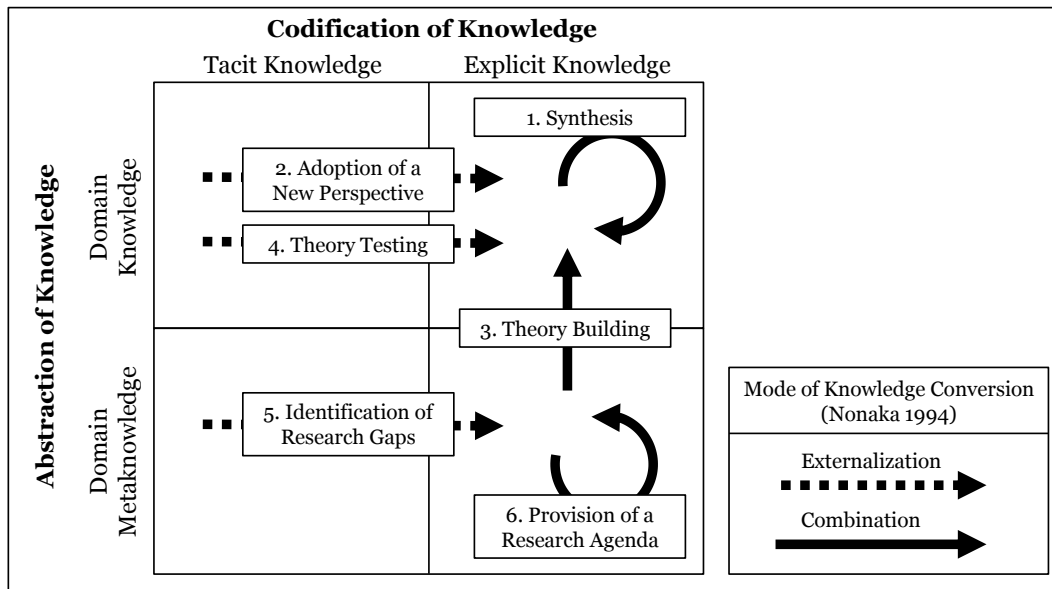 Codification of Knowledge
Tacit Knowledge
Explicit Knowledge
Abstraction of Knowledge
Domain
Knowledge
1. Synthesis
2. Adoption of a
New Perspective
4. Theory Testing
3. Theory Building
Domain
Metaknowledge
5. Identification of
Research Gaps
6. Provision of a
Research Agenda
Mode of Knowledge Conversion
(Nonaka 1994)
Externalization
Combination